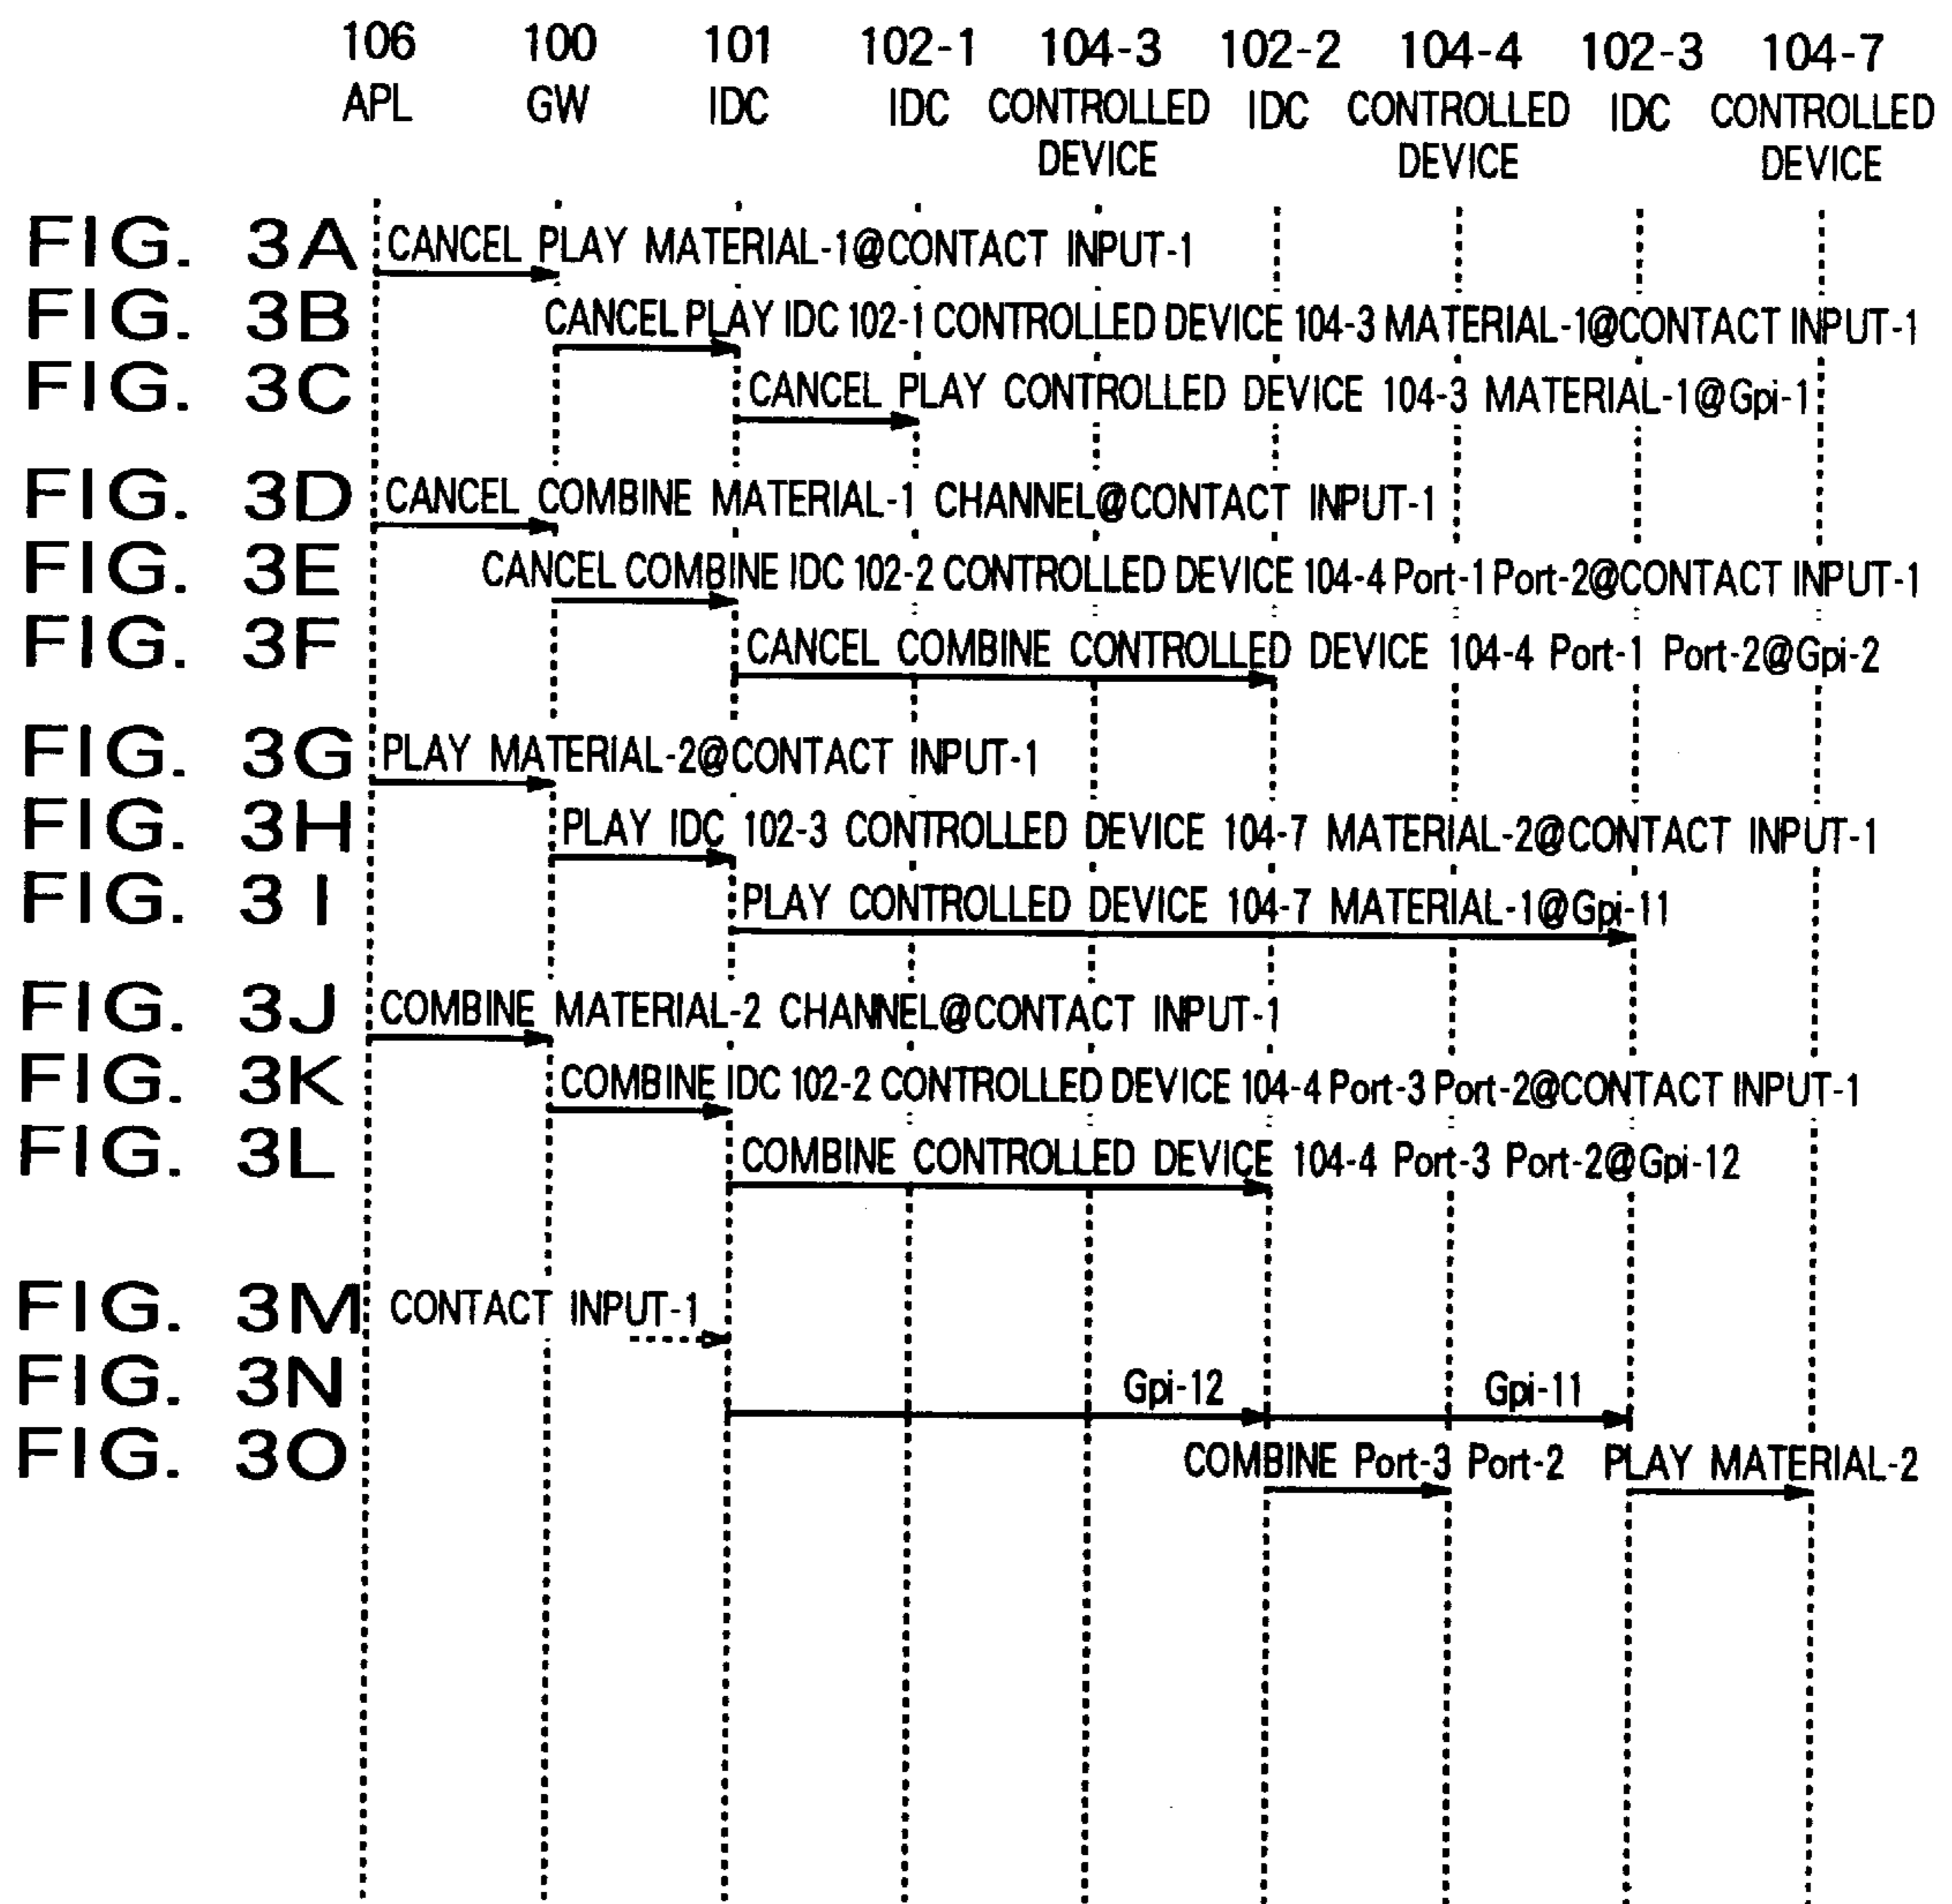 106 100 101 102-1 104-3 102-2 104-4 102-3 104-7
APL GW IDC IDC CONTROLLED IDC CONTROLLED IDC CONTROLLED
DEVICE DEVICE DEVICE
FIG. 3A CANCEL PLAY MATERIAL-1@CONTACT INPUT-1
FIG. 3B CANCEL PLAY IDC 102-1 CONTROLLED DEVICE 104-3 MATERIAL-1@CONTACT INPUT-1
FIG. 3C CANCEL PLAY CONTROLLED DEVICE 104-3 MATERIAL-1@Gpi-1
FIG. 3D CANCEL COMBINE MATERIAL-1 CHANNEL@CONTACT INPUT-1
FIG. 3E CANCEL COMBINE IDC 102-2 CONTROLLED DEVICE 104-4 Port-1 Port-2@CONTACT INPUT-1
FIG. 3F CANCEL COMBINE CONTROLLED DEVICE 104-4 Port-1 Port-2@Gpi-2
FIG. 3G PLAY MATERIAL-2@CONTACT INPUT-1
FIG. 3H PLAY IDC 102-3 CONTROLLED DEVICE 104-7 MATERIAL-2@CONTACT INPUT-1
FIG. 3I PLAY CONTROLLED DEVICE 104-7 MATERIAL-1@Gpi-11
FIG. 3J COMBINE MATERIAL-2 CHANNEL@CONTACT INPUT-1
FIG. 3K COMBINE IDC 102-2 CONTROLLED DEVICE 104-4 Port-3 Port-2@CONTACT INPUT-1
FIG. 3L COMBINE CONTROLLED DEVICE 104-4 Port-3 Port-2@Gpi-12
FIG. 3M CONTACT INPUT-1
FIG. 3N Gpi-12 Gpi-11
FIG. 3O COMBINE Port-3 Port-2 PLAY MATERIAL-2